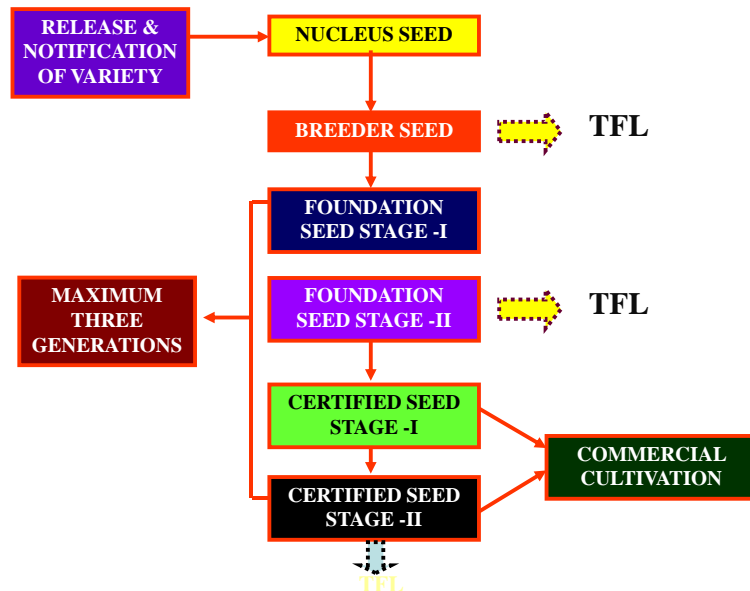 RELEASE &
NOTIFICATION
OF VARIETY
NUCLEUS SEED
BREEDER SEED
TFL
FOUNDATION
SEED STAGE -I
MAXIMUM
THREE
GENERATIONS
FOUNDATION
SEED STAGE -II
TFL
CERTIFIED SEED
STAGE -I
COMMERCIAL
CULTIVATION
CERTIFIED SEED
STAGE -II
TFL